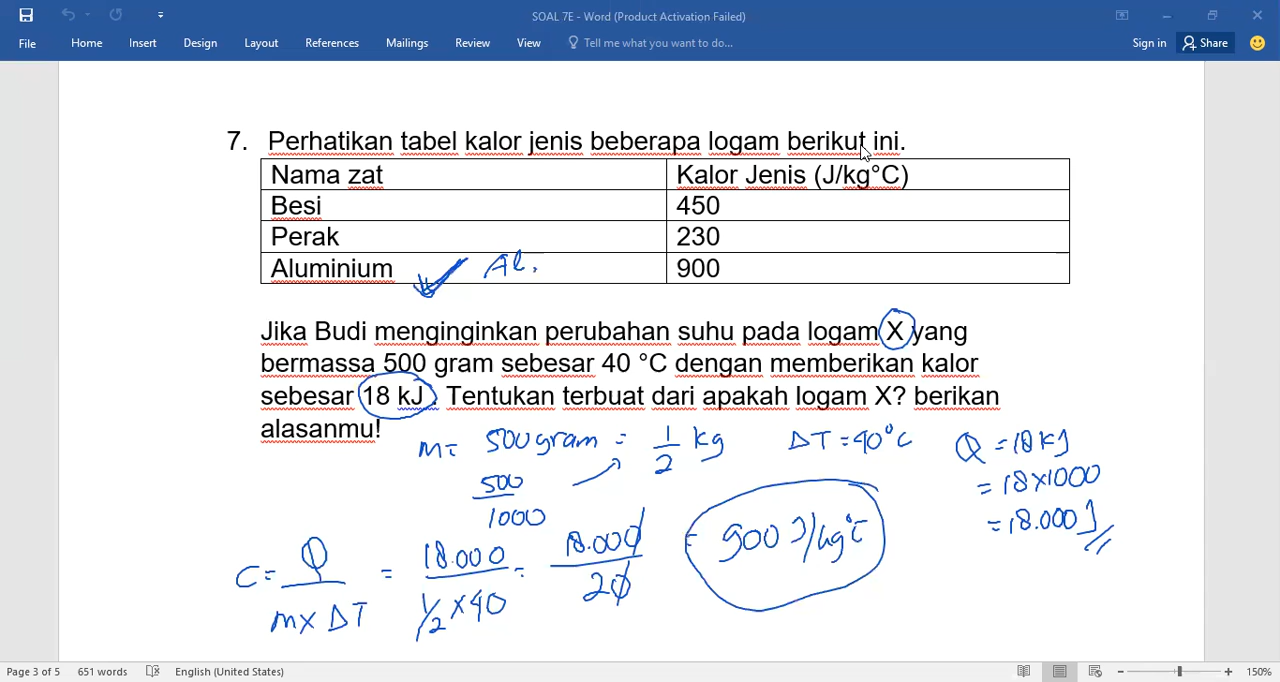 SOAL 7E - Word (Product Activation Failed)
File Home Insert Design Layout References Mailings Review View Tell me what you want to do... Sign in Share
7. Perhatikan tabel kalor jenis beberapa logam berikut ini.
Nama zat Kalor Jenis (J/kg°C)
Besi 450
Perak 230
Aluminium Al. 900
Jika Budi menginginkan perubahan suhu pada logam X yang
bermassa 500 gram sebesar 40 °C dengan memberikan kalor
sebesar 18 kJ. Tentukan terbuat dari apakah logam X? berikan
alasanmu!
m= 500 gram = 1/2 kg ΔT = 40°C Q = 18 KJ
500/1000 = 18×1000
= 18.000 J
C = Q/(m x ΔT) = 18.000/(1/2 × 40) = 18.000/20 = 900 J/kg°C
Page 3 of 5 651 words English (United States) 150%